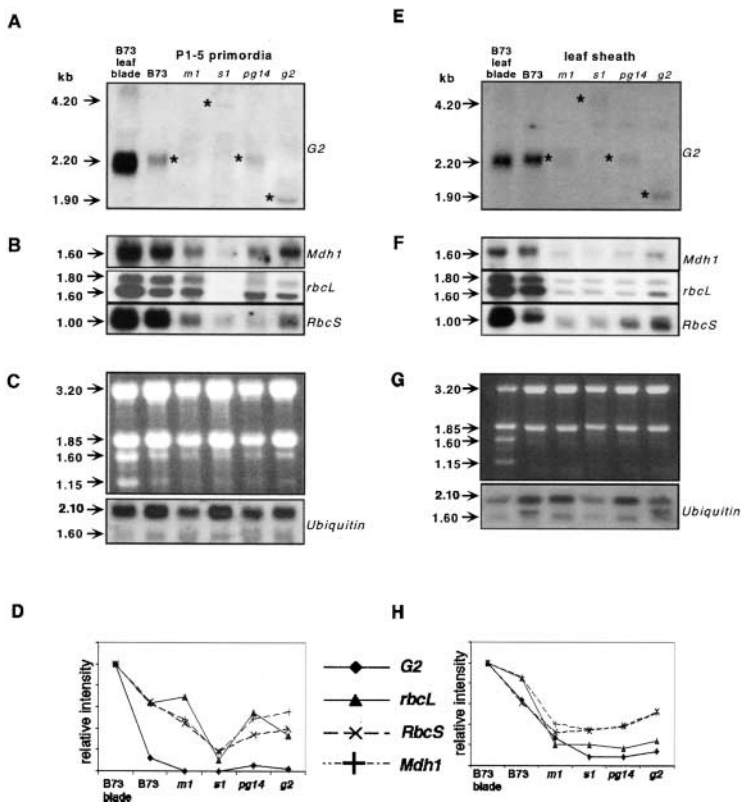 A
P1-5 primordia
kb
B73 leaf blade
B73
m1
s1
pg14
g2
4.20
2.20
1.90
*
*
*
*
G2
B
1.60
Mdh1
1.80
1.60
rbcL
1.00
RbcS
C
3.20
1.85
1.60
1.15
2.10
1.60
Ubiquitin
D
relative intensity
B73 blade
B73
m1
s1
pg14
g2
G2
rbcL
RbcS
Mdh1
E
leaf sheath
kb
B73 leaf blade
B73
m1
s1
pg14
g2
4.20
2.20
1.90
*
*
*
*
G2
F
1.60
Mdh1
1.80
1.60
rbcL
1.00
RbcS
G
3.20
1.85
1.60
1.15
2.10
1.60
Ubiquitin
H
relative intensity
B73 blade
B73
m1
s1
pg14
g2